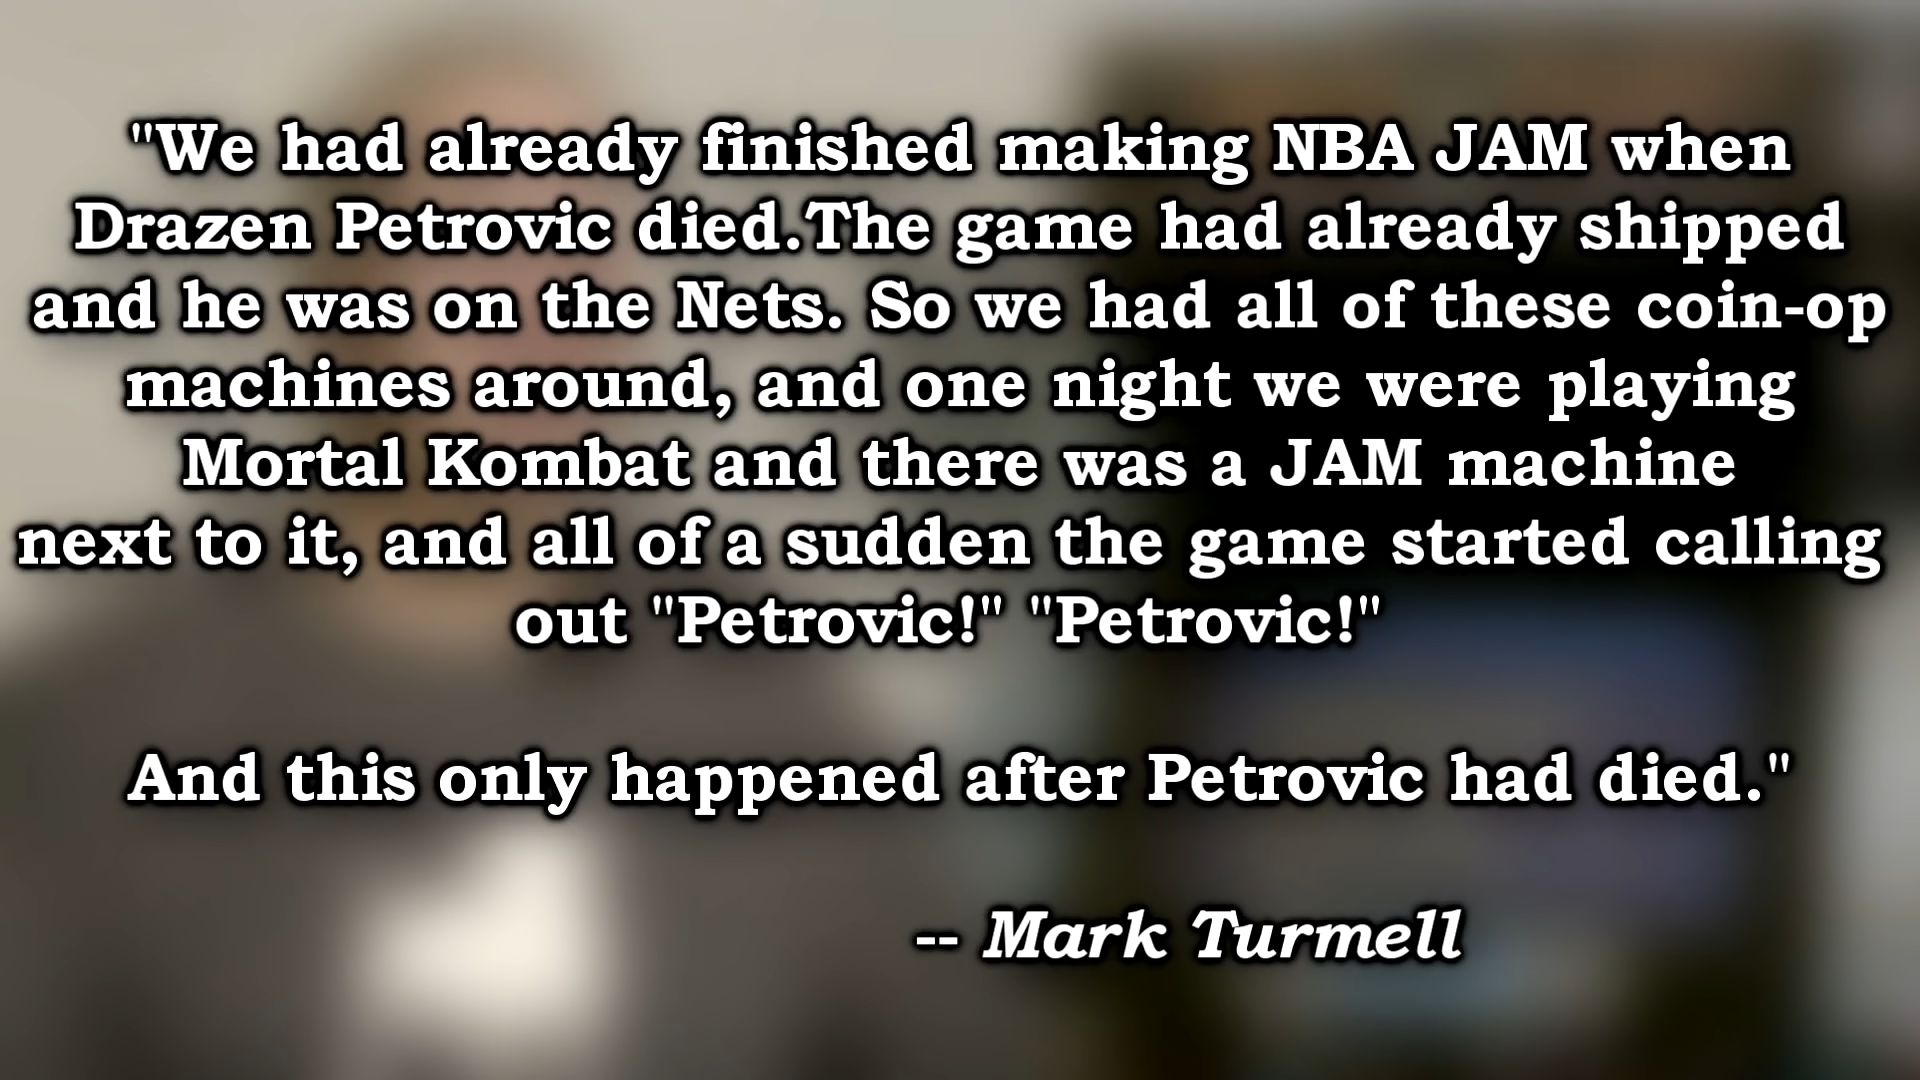 "We had already finished making NBA JAM when
Drazen Petrovic died.The game had already shipped
and he was on the Nets. So we had all of these coin-op
machines around, and one night we were playing
Mortal Kombat and there was a JAM machine
next to it, and all of a sudden the game started calling
out "Petrovic!" "Petrovic!"
And this only happened after Petrovic had died."
-- Mark Turmell